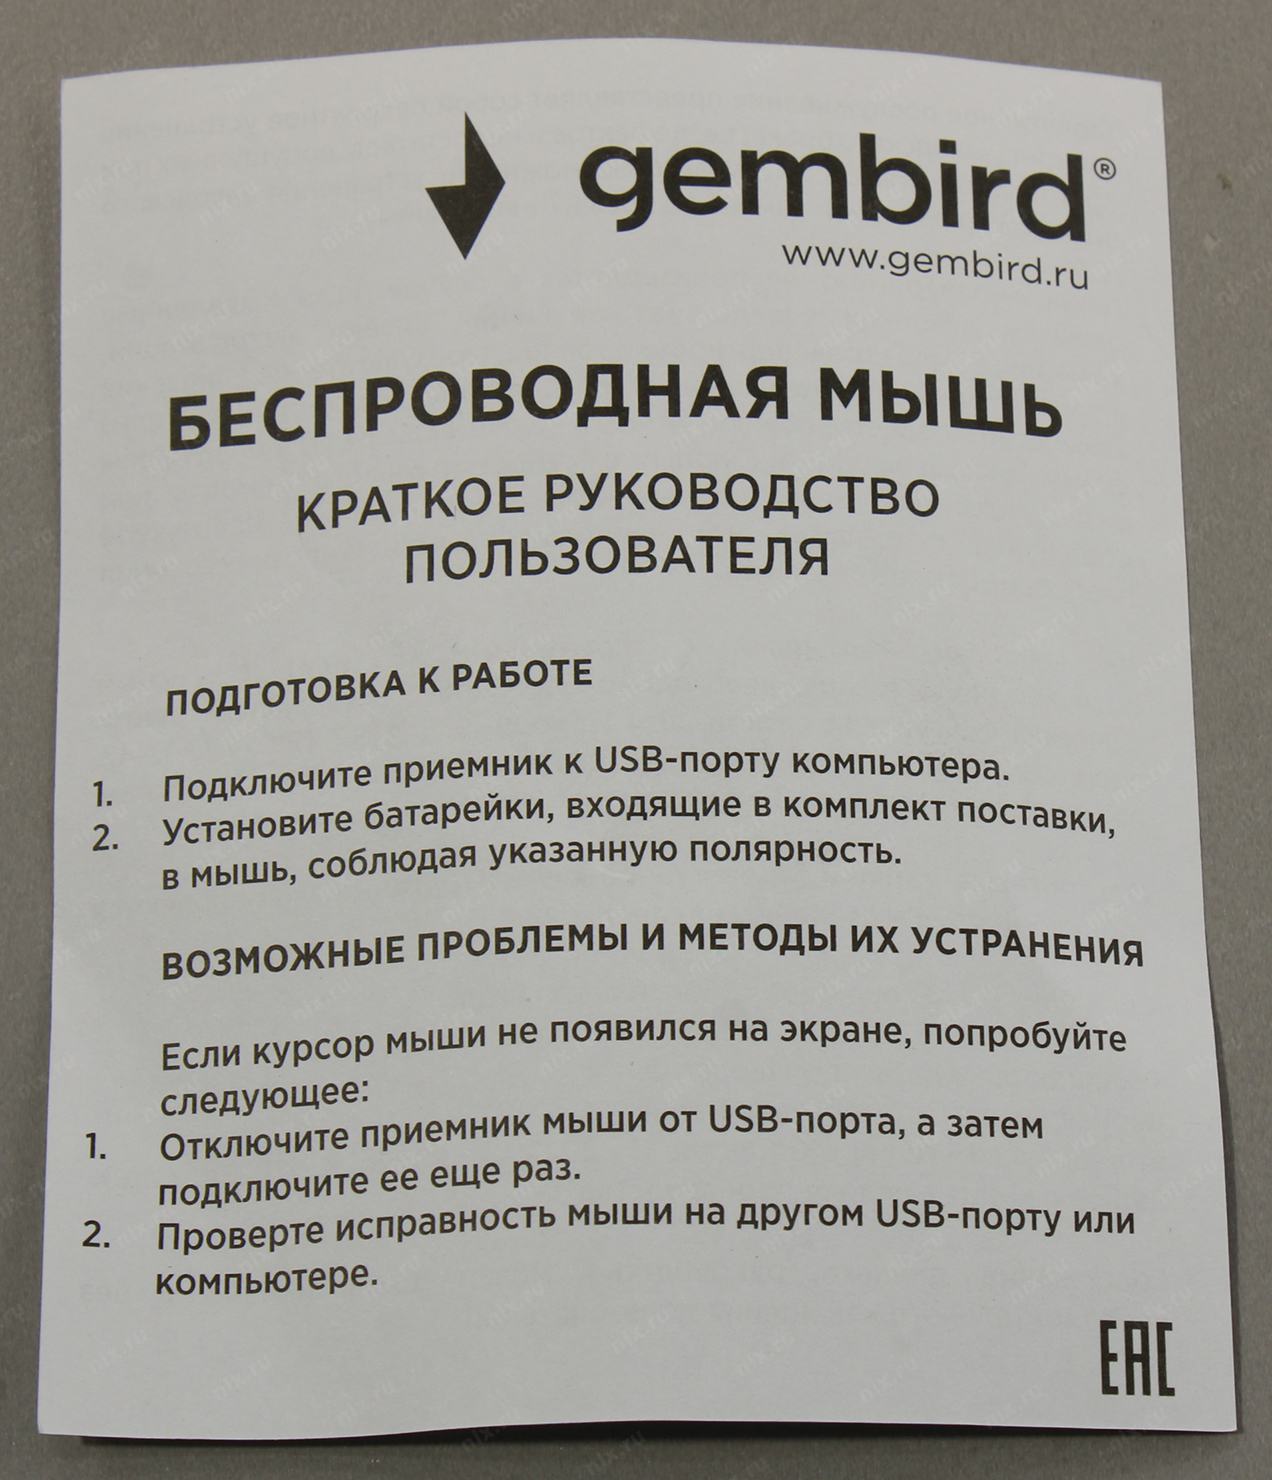 gembird®
www.gembird.ru
БЕСПРОВОДНАЯ МЫШЬ
КРАТКОЕ РУКОВОДСТВО
ПОЛЬЗОВАТЕЛЯ
ПОДГОТОВКА К РАБОТЕ
1. Подключите приемник к USB-порту компьютера.
2. Установите батарейки, входящие в комплект поставки,
в мышь, соблюдая указанную полярность.
ВОЗМОЖНЫЕ ПРОБЛЕМЫ И МЕТОДЫ ИХ УСТРАНЕНИЯ
Если курсор мыши не появился на экране, попробуйте
следующее:
1. Отключите приемник мыши от USB-порта, а затем
подключите ее еще раз.
2. Проверте исправность мыши на другом USB-порту или
компьютере.
EAC